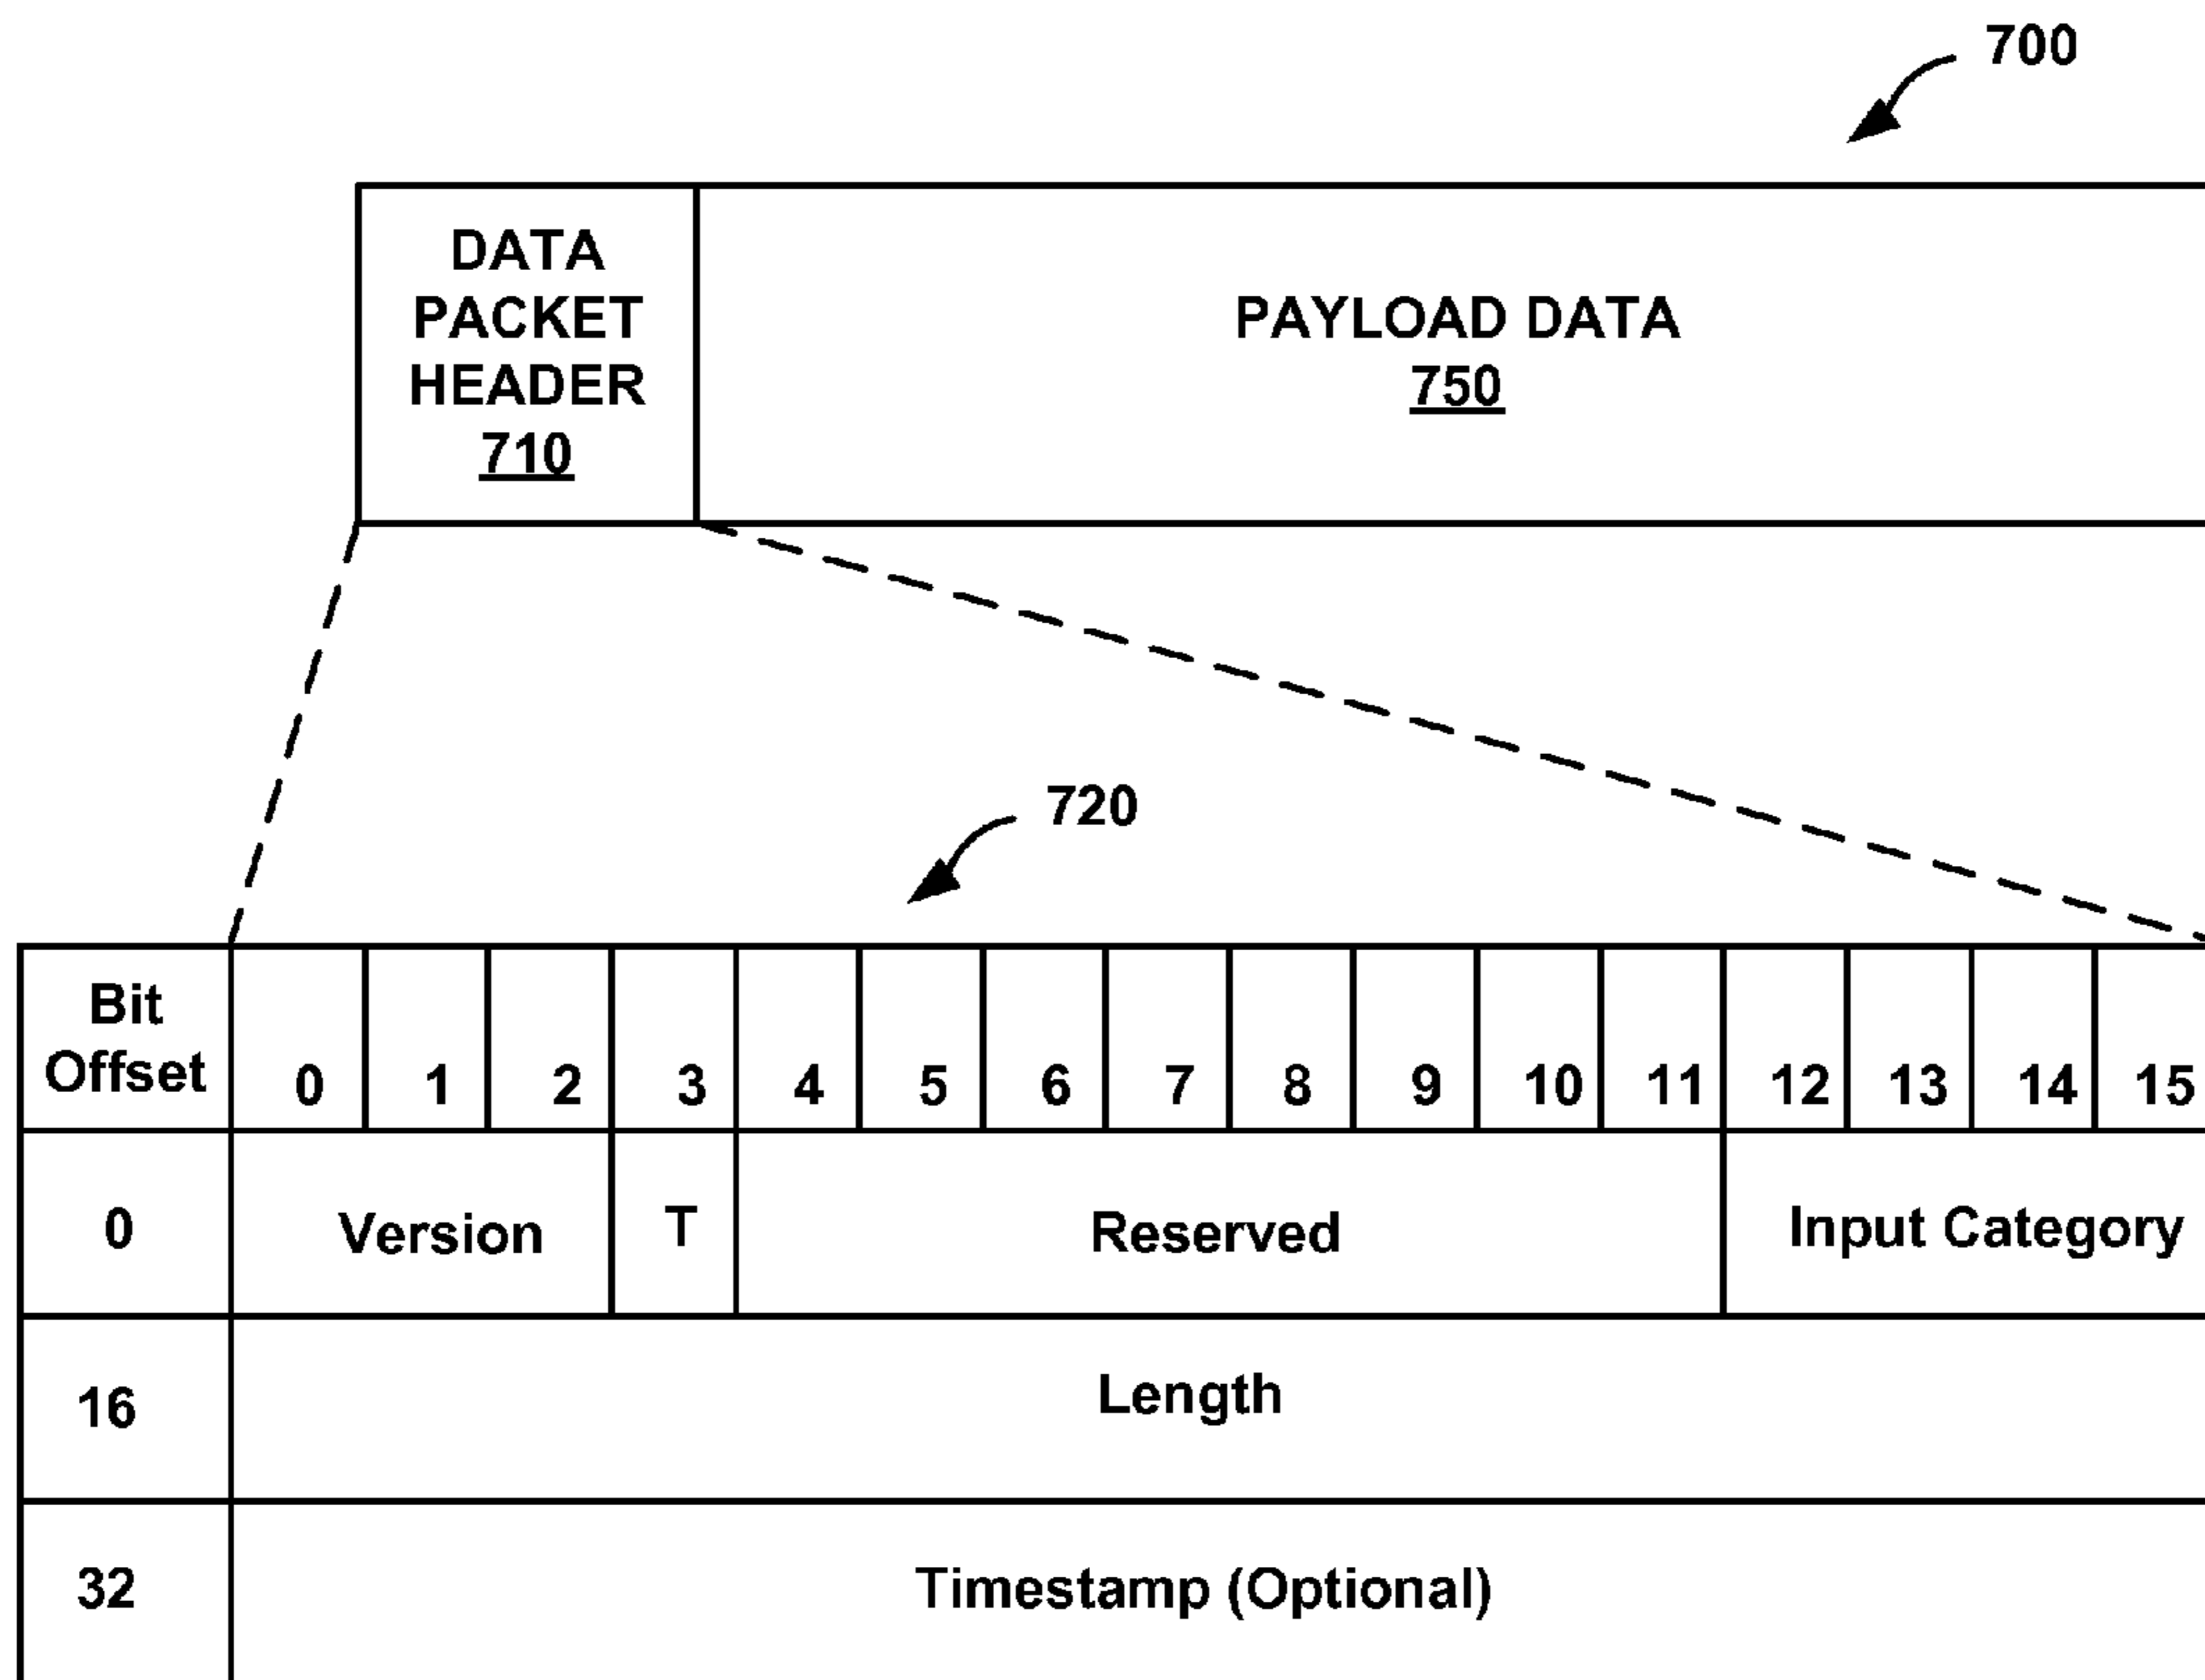 700
DATA
PACKET
HEADER
710
PAYLOAD DATA
750
720
Bit
Offset
0 1 2 3 4 5 6 7 8 9 10 11 12 13 14 15
0 Version T Reserved Input Category
16 Length
32 Timestamp (Optional)